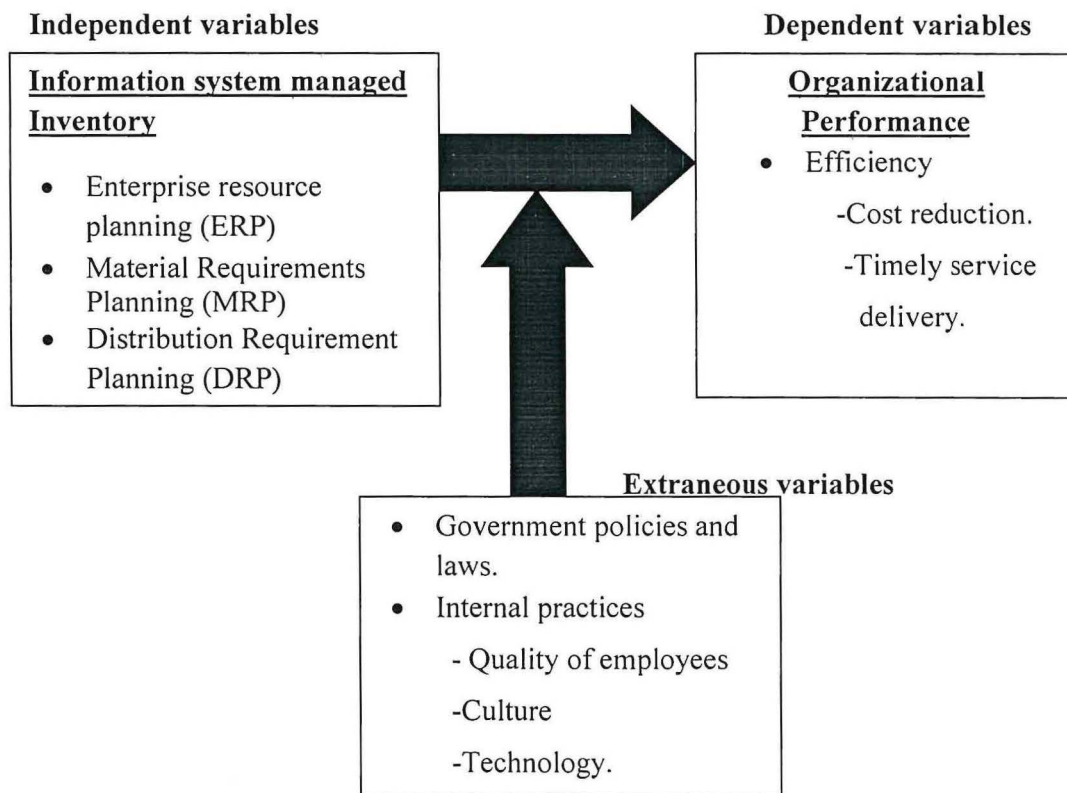 Independent variables
Information system managed
Inventory
• Enterprise resource
planning (ERP)
• Material Requirements
Planning (MRP)
• Distribution Requirement
Planning (DRP)
Dependent variables
Organizational
Performance
• Efficiency
-Cost reduction.
-Timely service
delivery.
Extraneous variables
• Government policies and
laws.
• Internal practices
- Quality of employees
-Culture
-Technology.